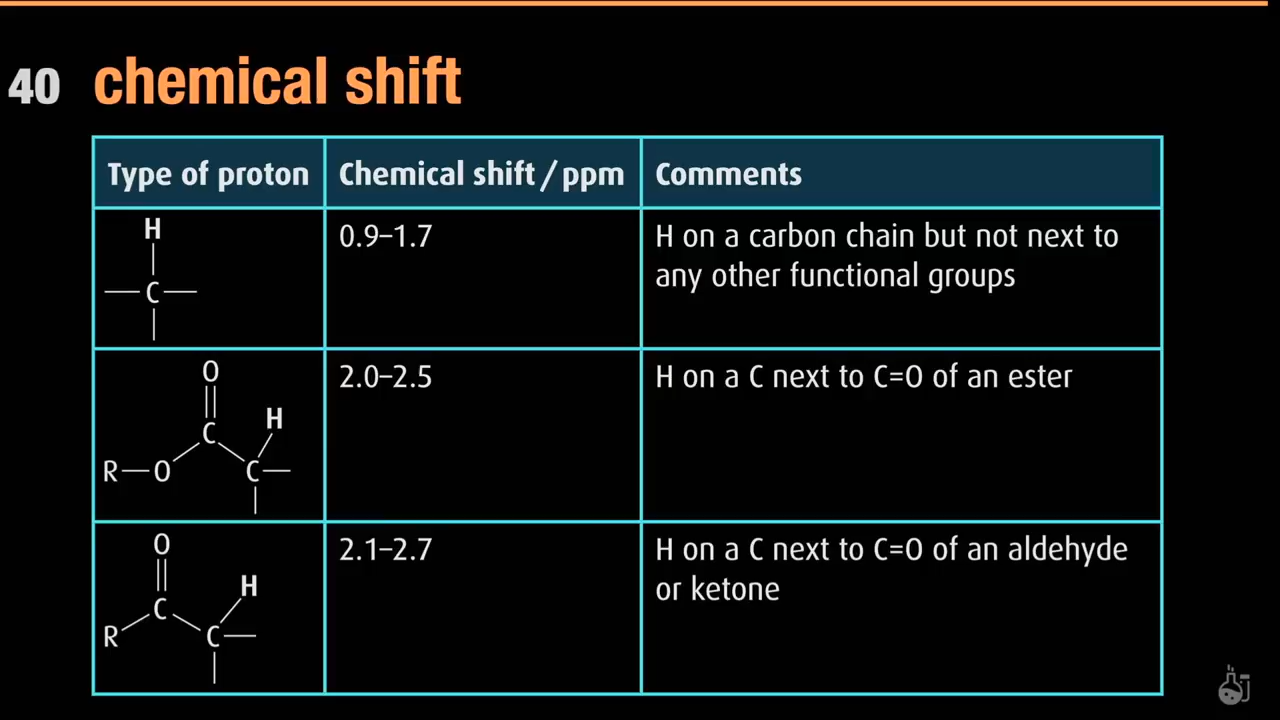 40 chemical shift
Type of proton Chemical shift / ppm Comments
H
C
0.9–1.7
H on a carbon chain but not next to
any other functional groups
O
C
H
R O C
2.0–2.5
H on a C next to C=O of an ester
O
C
H
R C
2.1–2.7
H on a C next to C=O of an aldehyde
or ketone